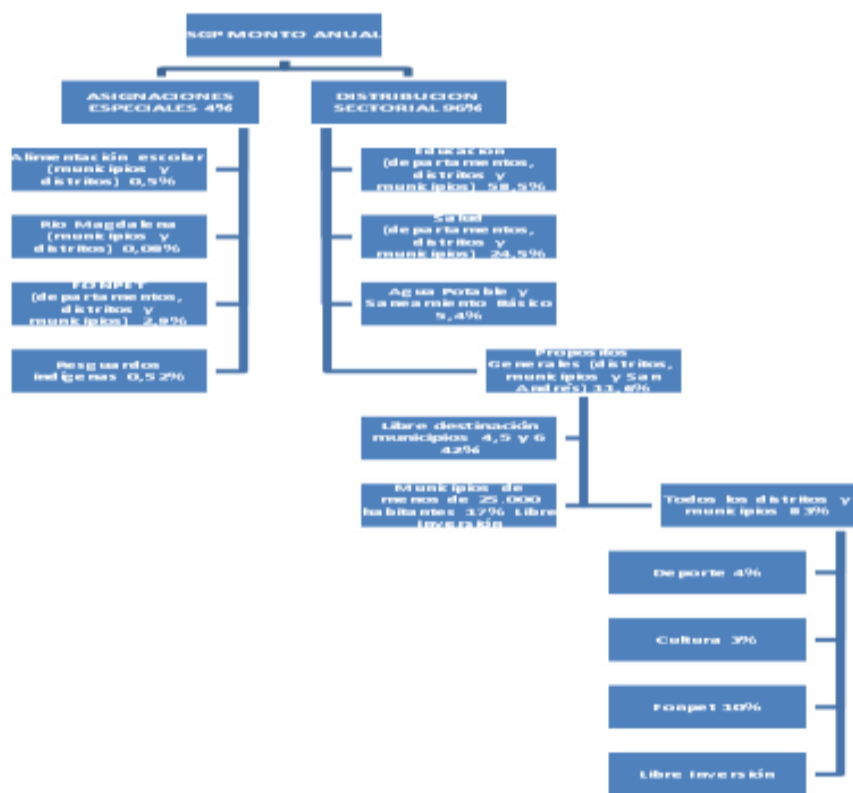 SGP MONTO ANUAL
ASIGNACIONES
ESPECIALES 4%
DISTRIBUCION
SECTORIAL 96%
Alimentación escolar
(municipios y
distritos) 0,5%
Rio Magdalena
(municipios y
distritos) 0,08%
FONPET
(departamentos,
distritos y
municipios) 2,9%
Resguardos
indígenas 0,52%
Educación
(departamentos,
distritos y
municipios) 58,5%
Salud
(departamentos,
distritos y
municipios) 24,5%
Agua Potable y
Saneamiento Básico
5,4%
Propositos
Generales (distritos,
municipios y San
Andrés) 11,6%
Libre destinación
municipios 4,5 y 6
42%
Municipios de
menos de 25.000
habitantes 17% Libre
Inversión
Todos los distritos y
municipios 83%
Deporte 4%
Cultura 3%
Fonpet 10%
Libre Inversión